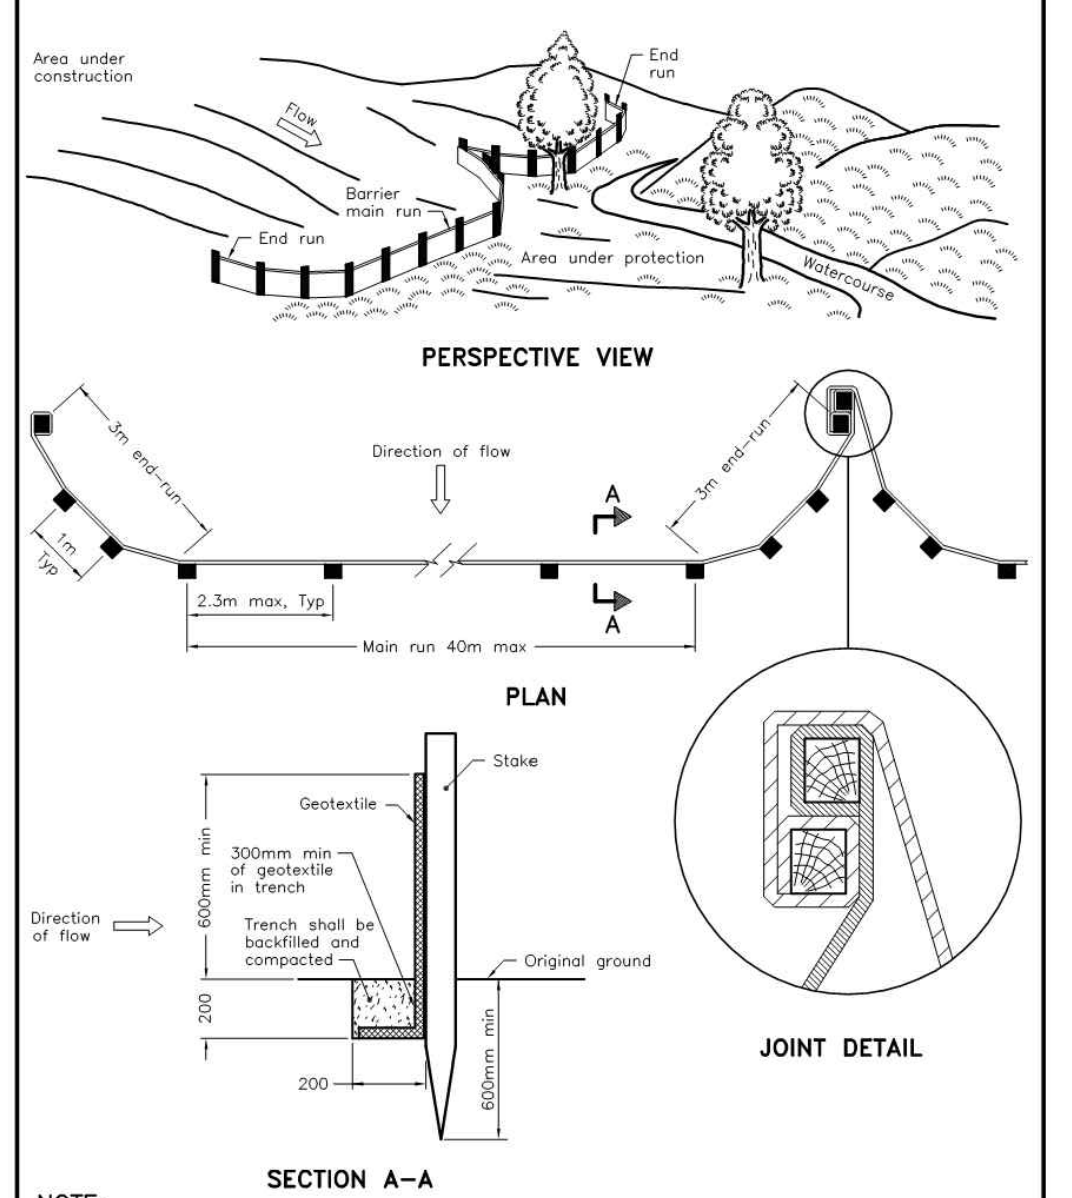 Area under
construction
End
run
Flow
Barrier
main run
End run
Area under protection
Watercourse
PERSPECTIVE VIEW
3m end-run
Direction of flow
3m end-run
A
1m
Typ
2.3m max, Typ
A
Main run 40m max
PLAN
Stake
Geotextile
600mm min
300mm min
of geotextile
in trench
Direction
of flow
Trench shall be
backfilled and
compacted
Original ground
200
600mm min
200
JOINT DETAIL
SECTION A-A
NOTE